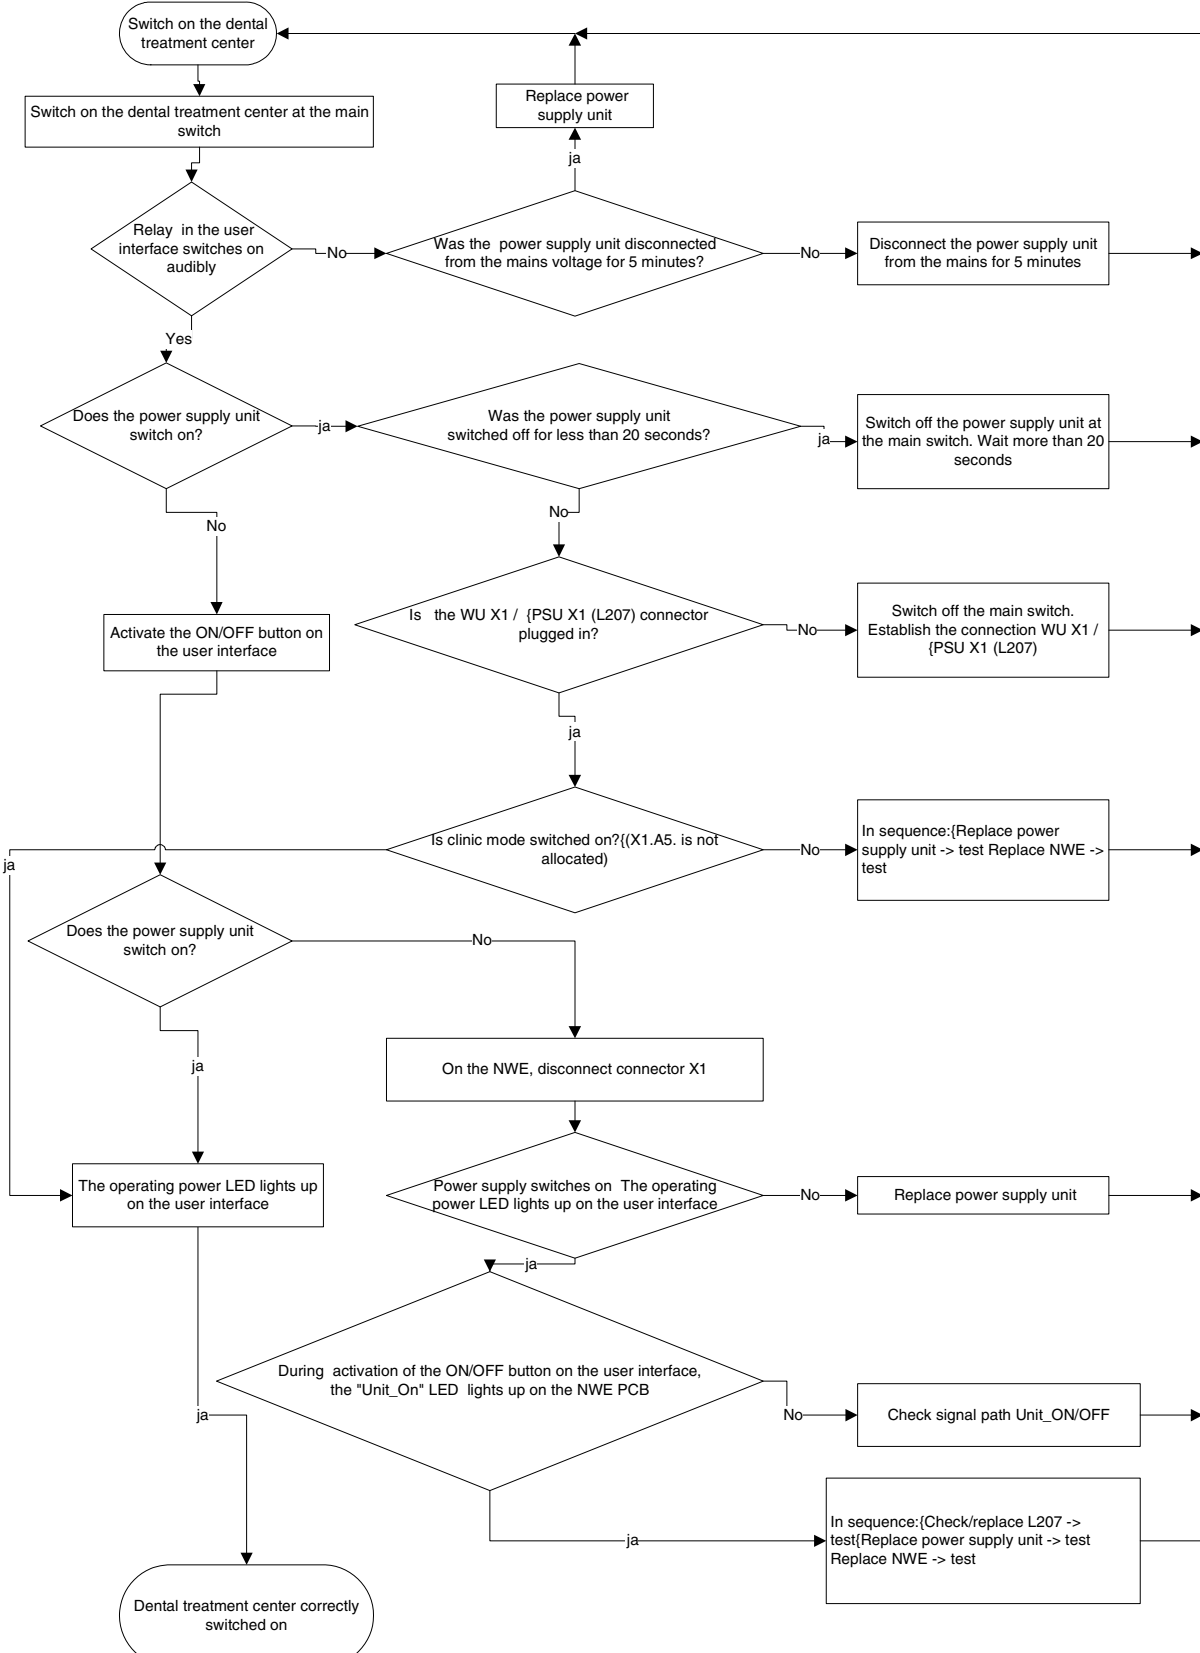 Switch on the dental
treatment center
Switch on the dental treatment center at the main
switch
Replace power
supply unit
ja
Relay in the user
interface switches on
audibly
No
Was the power supply unit disconnected
from the mains voltage for 5 minutes?
No
Disconnect the power supply unit
from the mains for 5 minutes
Yes
Does the power supply unit
switch on?
ja
Was the power supply unit
switched off for less than 20 seconds?
ja
Switch off the power supply unit at
the main switch. Wait more than 20
seconds
No
No
Activate the ON/OFF button on
the user interface
Is the WU X1 / {PSU X1 (L207) connector
plugged in?
No
Switch off the main switch.
Establish the connection WU X1 /
{PSU X1 (L207)
ja
Is clinic mode switched on?{(X1.A5. is not
allocated)
No
In sequence:{Replace power
supply unit -> test Replace NWE ->
test
ja
Does the power supply unit
switch on?
No
ja
On the NWE, disconnect connector X1
The operating power LED lights up
on the user interface
Power supply switches on The operating
power LED lights up on the user interface
No
Replace power supply unit
ja
During activation of the ON/OFF button on the user interface,
the "Unit_On" LED lights up on the NWE PCB
No
Check signal path Unit_ON/OFF
ja
ja
In sequence:{Check/replace L207 ->
test{Replace power supply unit -> test
Replace NWE -> test
Dental treatment center correctly
switched on